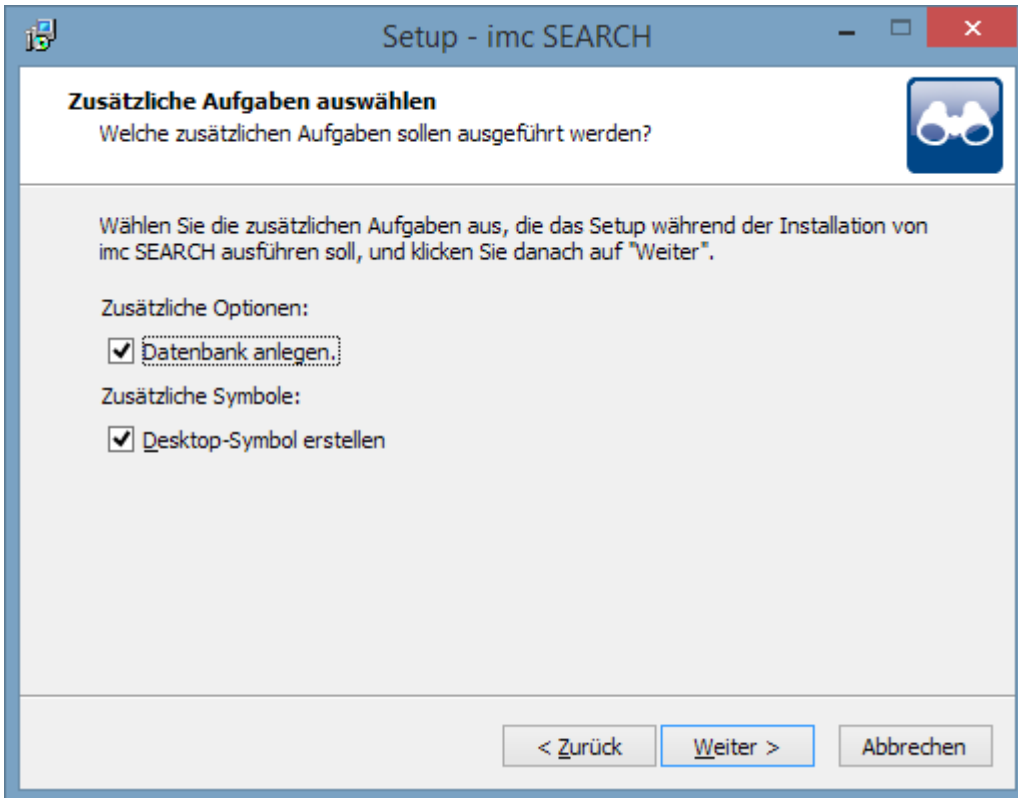 Setup - imc SEARCH
Zusätzliche Aufgaben auswählen
Welche zusätzlichen Aufgaben sollen ausgeführt werden?
Wählen Sie die zusätzlichen Aufgaben aus, die das Setup während der Installation von
imc SEARCH ausführen soll, und klicken Sie danach auf "Weiter".
Zusätzliche Optionen:
Datenbank anlegen.
Zusätzliche Symbole:
Desktop-Symbol erstellen
< Zurück Weiter > Abbrechen